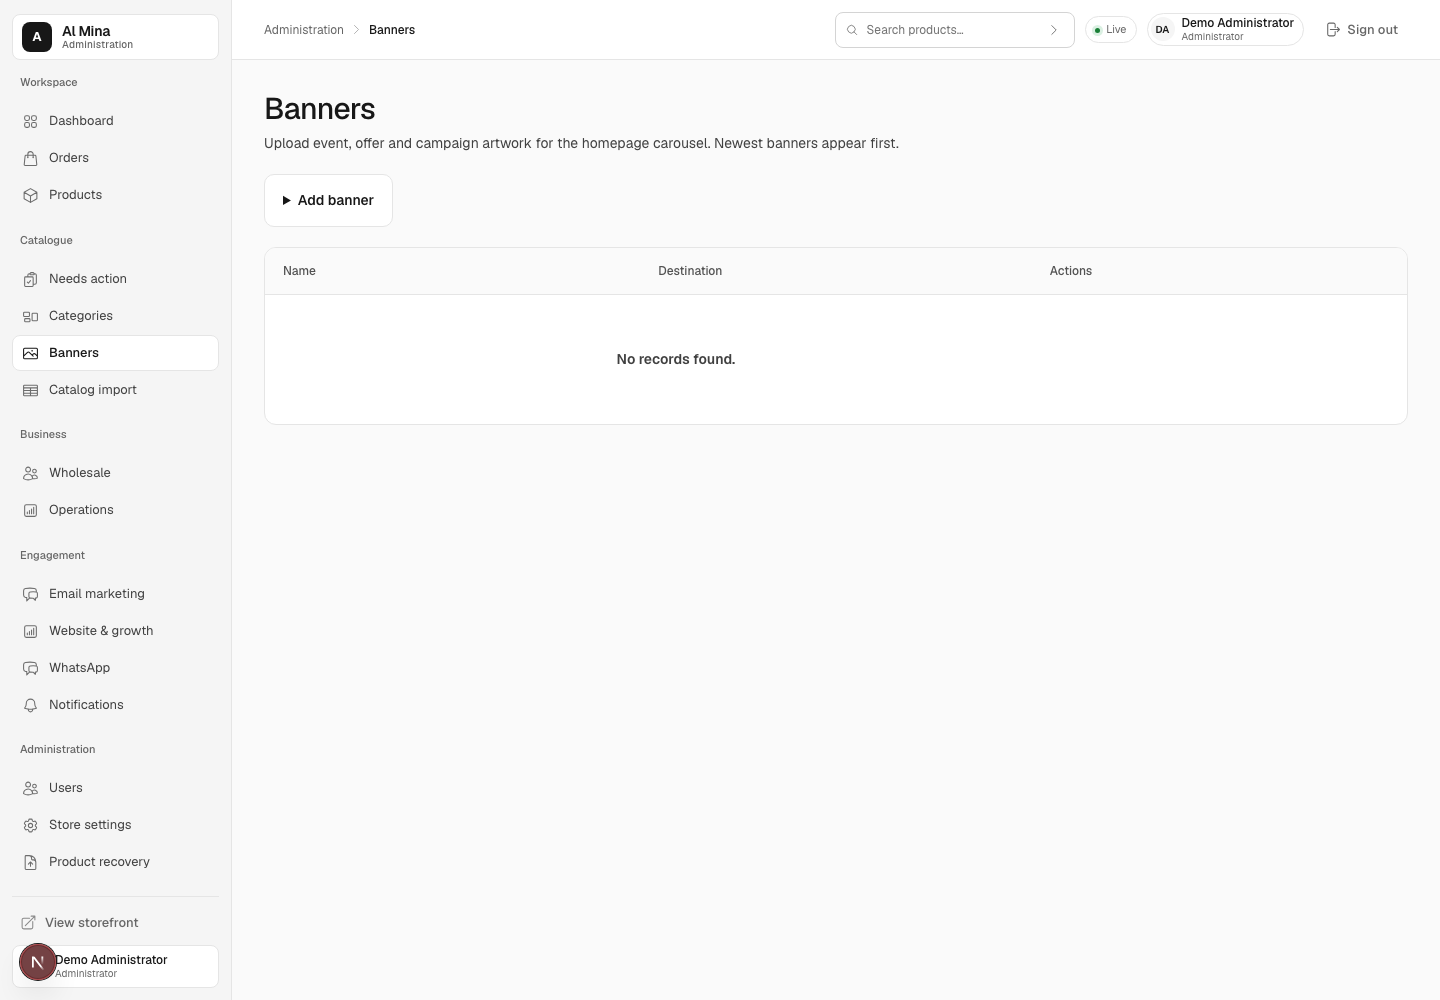 A
Al Mina
Administration
Workspace
Dashboard
Orders
Products
Catalogue
Needs action
Categories
Banners
Catalog import
Business
Wholesale
Operations
Engagement
Email marketing
Website & growth
WhatsApp
Notifications
Administration
Users
Store settings
Product recovery
View storefront
N
Demo Administrator
Administrator
Administration
Banners
Search products...
Live
DA
Demo Administrator
Administrator
Sign out
Banners
Upload event, offer and campaign artwork for the homepage carousel. Newest banners appear first.
Add banner
Name Destination Actions
No records found.